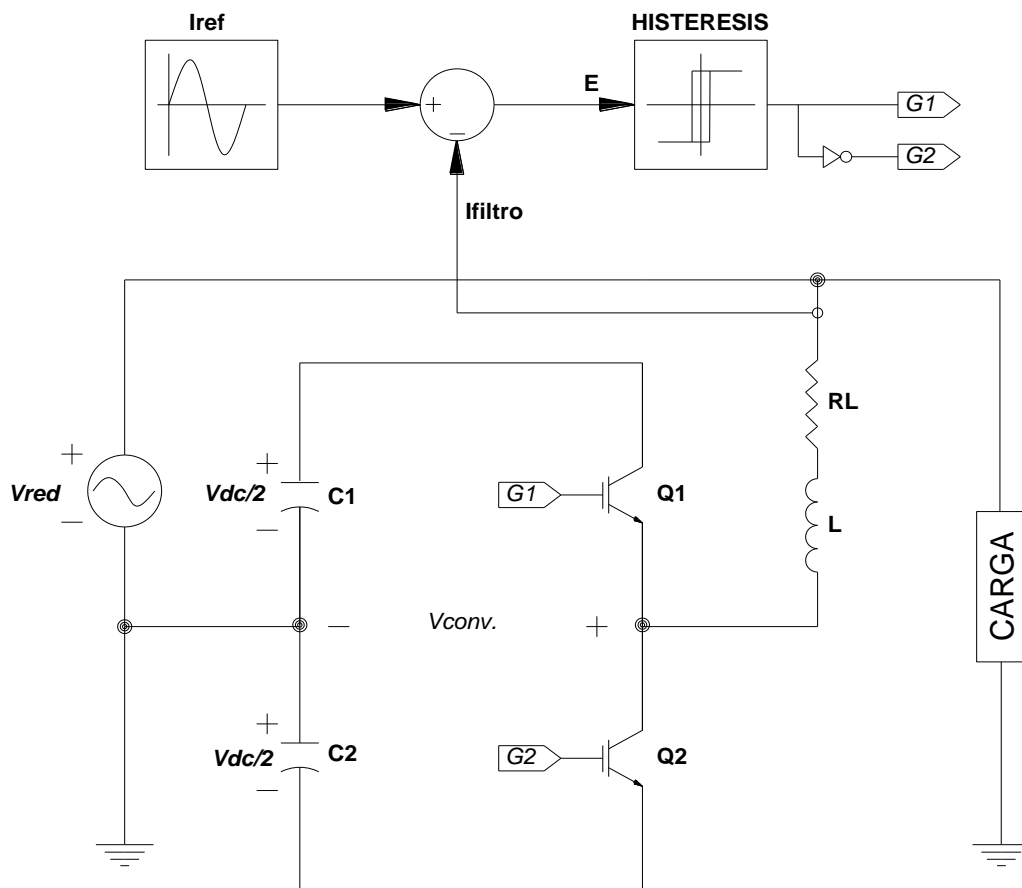 Iref
HISTERESIS
E
+
−
G1
G2
Ifiltro
RL
+
Vred
−
+
Vdc/2
−
C1
G1
Q1
L
CARGA
−
Vconv.
+
+
Vdc/2
−
C2
G2
Q2